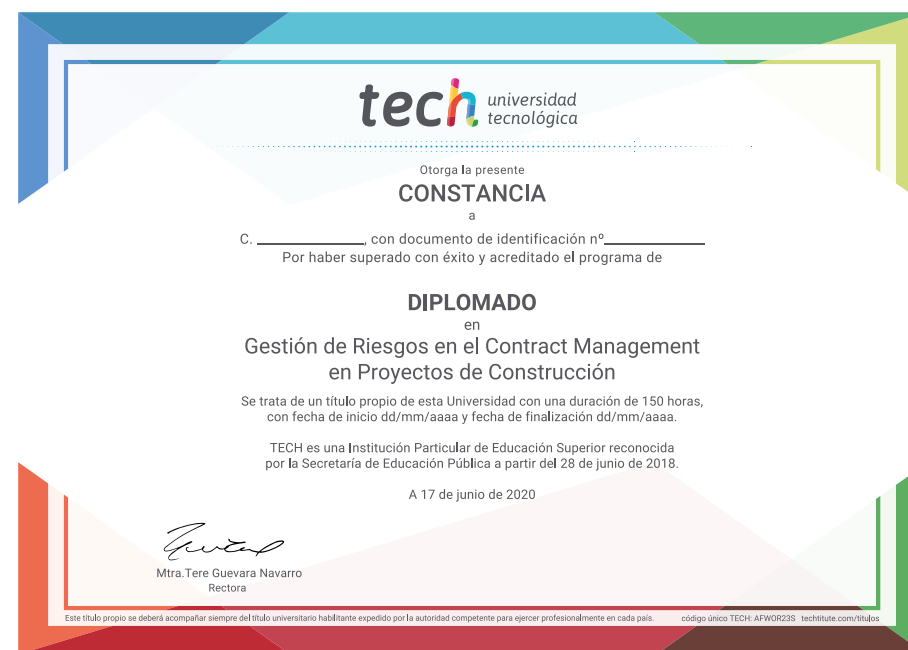 tech universidad
tecnológica
Otorga la presente
CONSTANCIA
a
C. ____________, con documento de identificación nº____________
Por haber superado con éxito y acreditado el programa de
DIPLOMADO
en
Gestión de Riesgos en el Contract Management
en Proyectos de Construcción
Se trata de un título propio de esta Universidad con una duración de 150 horas,
con fecha de inicio dd/mm/aaaa y fecha de finalización dd/mm/aaaa.
TECH es una Institución Particular de Educación Superior reconocida
por la Secretaría de Educación Pública a partir del 28 de junio de 2018.
A 17 de junio de 2020
Mtra.Tere Guevara Navarro
Rectora
Este título propio se deberá acompañar siempre del título universitario habilitante expedido por la autoridad competente para ejercer profesionalmente en cada país. código único TECH: AFWOR23S techtitute.com/titulos